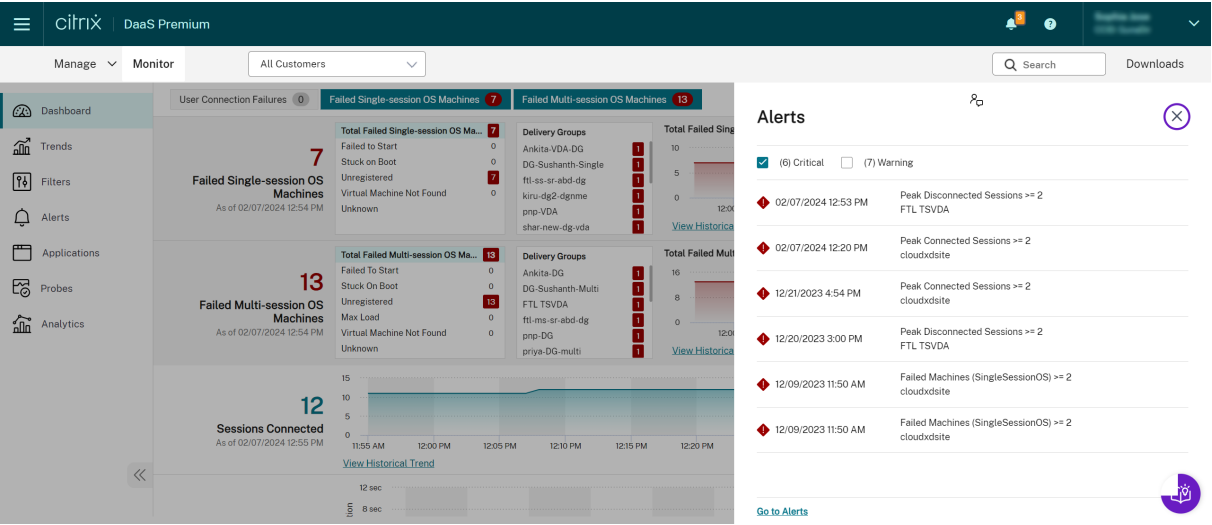 citrix DaaS Premium 3 ?
Manage Monitor All Customers Search Downloads
Dashboard
Trends
Filters
Alerts
Applications
Probes
Analytics
User Connection Failures 0 Failed Single-session OS Machines 7 Failed Multi-session OS Machines 13
7
Failed Single-session OS
Machines
As of 02/07/2024 12:54 PM
Total Failed Single-session OS Ma... 7
Failed to Start 0
Stuck on Boot 0
Unregistered 7
Virtual Machine Not Found 0
Unknown
Delivery Groups
Ankita-VDA-DG 1
DG-Sushanth-Single 1
ftl-ss-sr-abd-dg 1
kiru-dg2-dgnme 1
pnp-VDA 1
shar-new-dg-vda 1
Total Failed Sing
10
5
0
12:00
View Historica
13
Failed Multi-session OS
Machines
As of 02/07/2024 12:54 PM
Total Failed Multi-session OS Ma... 13
Failed To Start 0
Stuck On Boot 0
Unregistered 13
Max Load 0
Virtual Machine Not Found 0
Unknown
Delivery Groups
Ankita-DG 1
DG-Sushanth-Multi 1
FTL TSVDA 1
ftl-ms-sr-abd-dg 1
pnp-DG 1
priya-DG-multi 1
Total Failed Mult
16
8
0
12:00
View Historica
12
Sessions Connected
As of 02/07/2024 12:55 PM
15
10
5
0
11:55 AM 12:00 PM 12:05 PM 12:10 PM 12:15 PM 12:20 PM
View Historical Trend
12 sec
8 sec
tion
Alerts
(6) Critical (7) Warning
02/07/2024 12:53 PM Peak Disconnected Sessions >= 2
FTL TSVDA
02/07/2024 12:20 PM Peak Connected Sessions >= 2
cloudxdsite
12/21/2023 4:54 PM Peak Connected Sessions >= 2
cloudxdsite
12/20/2023 3:00 PM Peak Disconnected Sessions >= 2
FTL TSVDA
12/09/2023 11:50 AM Failed Machines (SingleSessionOS) >= 2
cloudxdsite
12/09/2023 11:50 AM Failed Machines (SingleSessionOS) >= 2
cloudxdsite
Go to Alerts